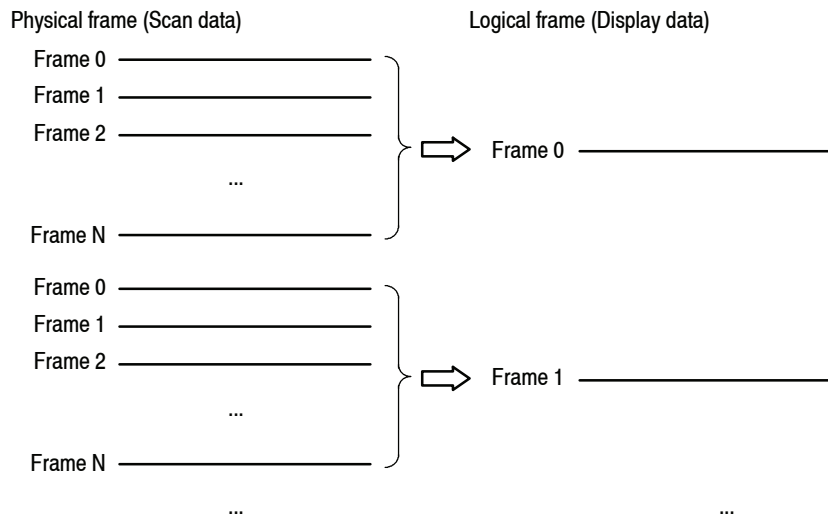 Physical frame (Scan data)
Logical frame (Display data)
Frame 0
Frame 1
Frame 2
...
Frame N
Frame 0
Frame 0
Frame 1
Frame 2
...
Frame N
Frame 1
...
...